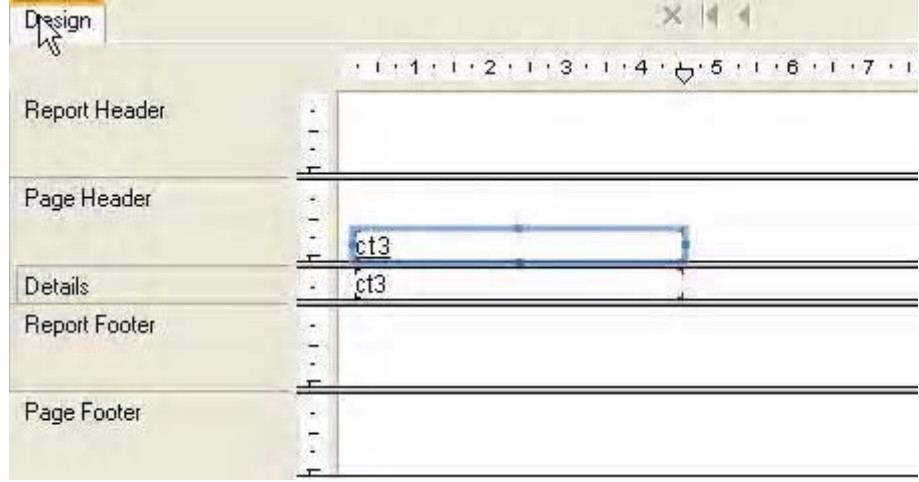 Design
1 2 3 4 5 6 7
Report Header
Page Header
ct3
Details
ct3
Report Footer
Page Footer